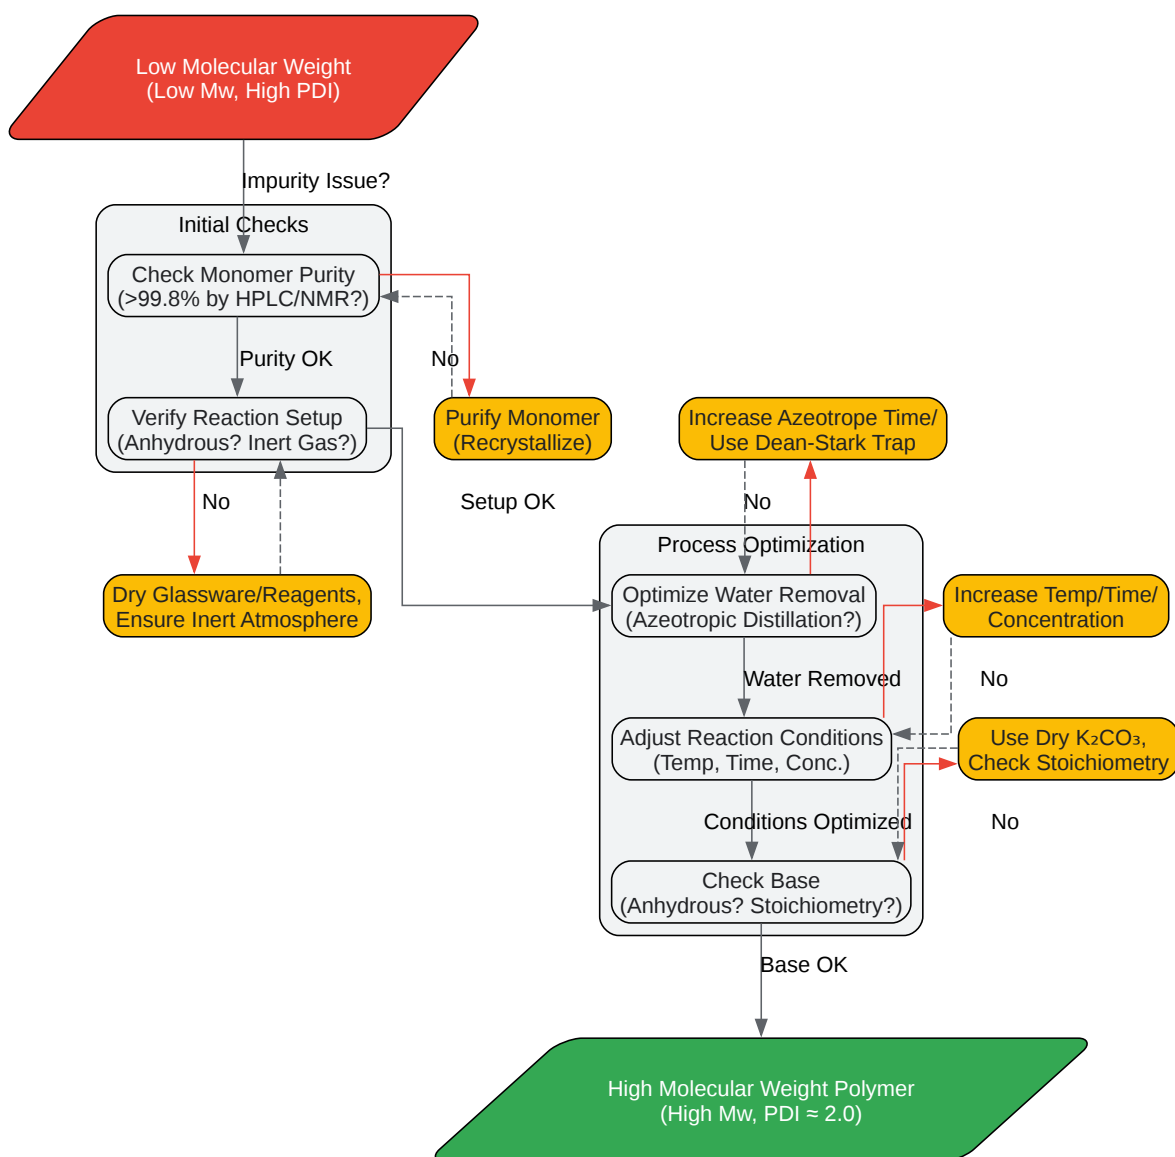 Low Molecular Weight
(Low Mw, High PDI)
Impurity Issue?
Initial Checks
Check Monomer Purity
(>99.8% by HPLC/NMR?)
Purity OK
No
Verify Reaction Setup
(Anhydrous? Inert Gas?)
Purify Monomer
(Recrystallize)
Increase Azeotrope Time/
Use Dean-Stark Trap
No
Setup OK
No
Process Optimization
Dry Glassware/Reagents,
Ensure Inert Atmosphere
Optimize Water Removal
(Azeotropic Distillation?)
Increase Temp/Time/
Concentration
Water Removed
No
Adjust Reaction Conditions
(Temp, Time, Conc.)
Use Dry K₂CO₃,
Check Stoichiometry
Conditions Optimized
No
Check Base
(Anhydrous? Stoichiometry?)
Base OK
High Molecular Weight Polymer
(High Mw, PDI ≈ 2.0)